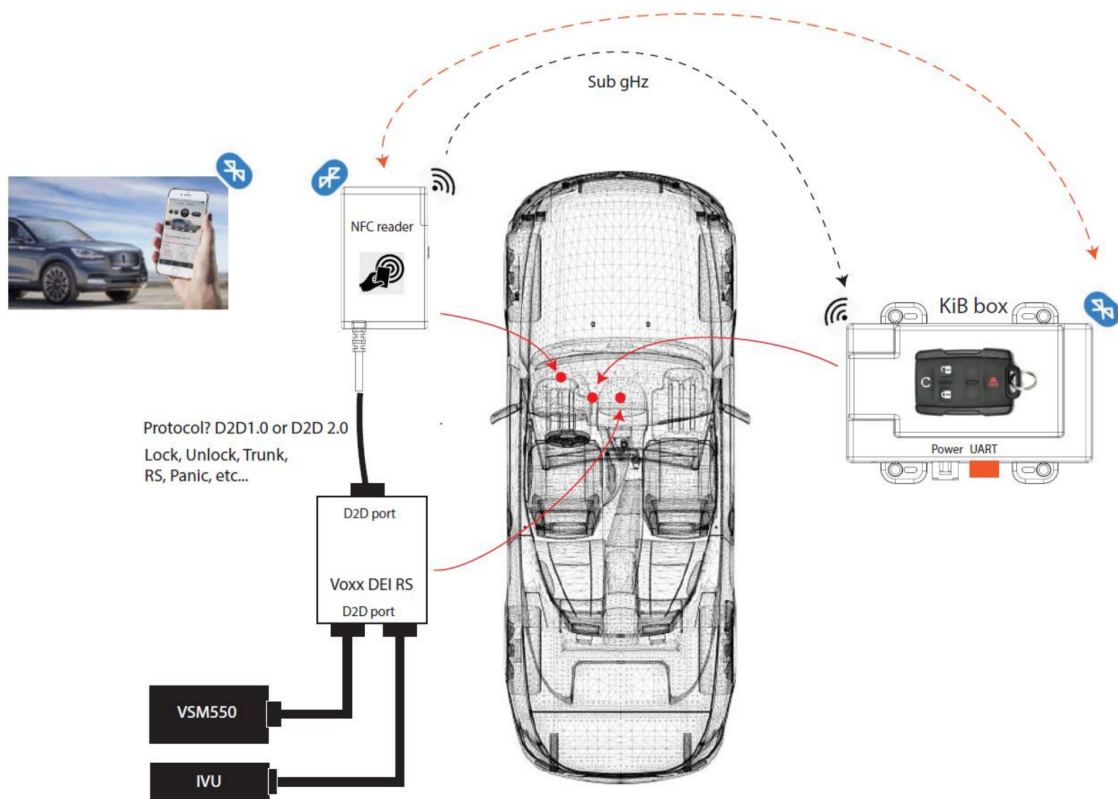 Sub gHz
NFC reader
KiB box
Power UART
Protocol? D2D1.0 or D2D 2.0
Lock, Unlock, Trunk,
RS, Panic, etc...
D2D port
Voxx DEI RS
D2D port
VSM550
IVU